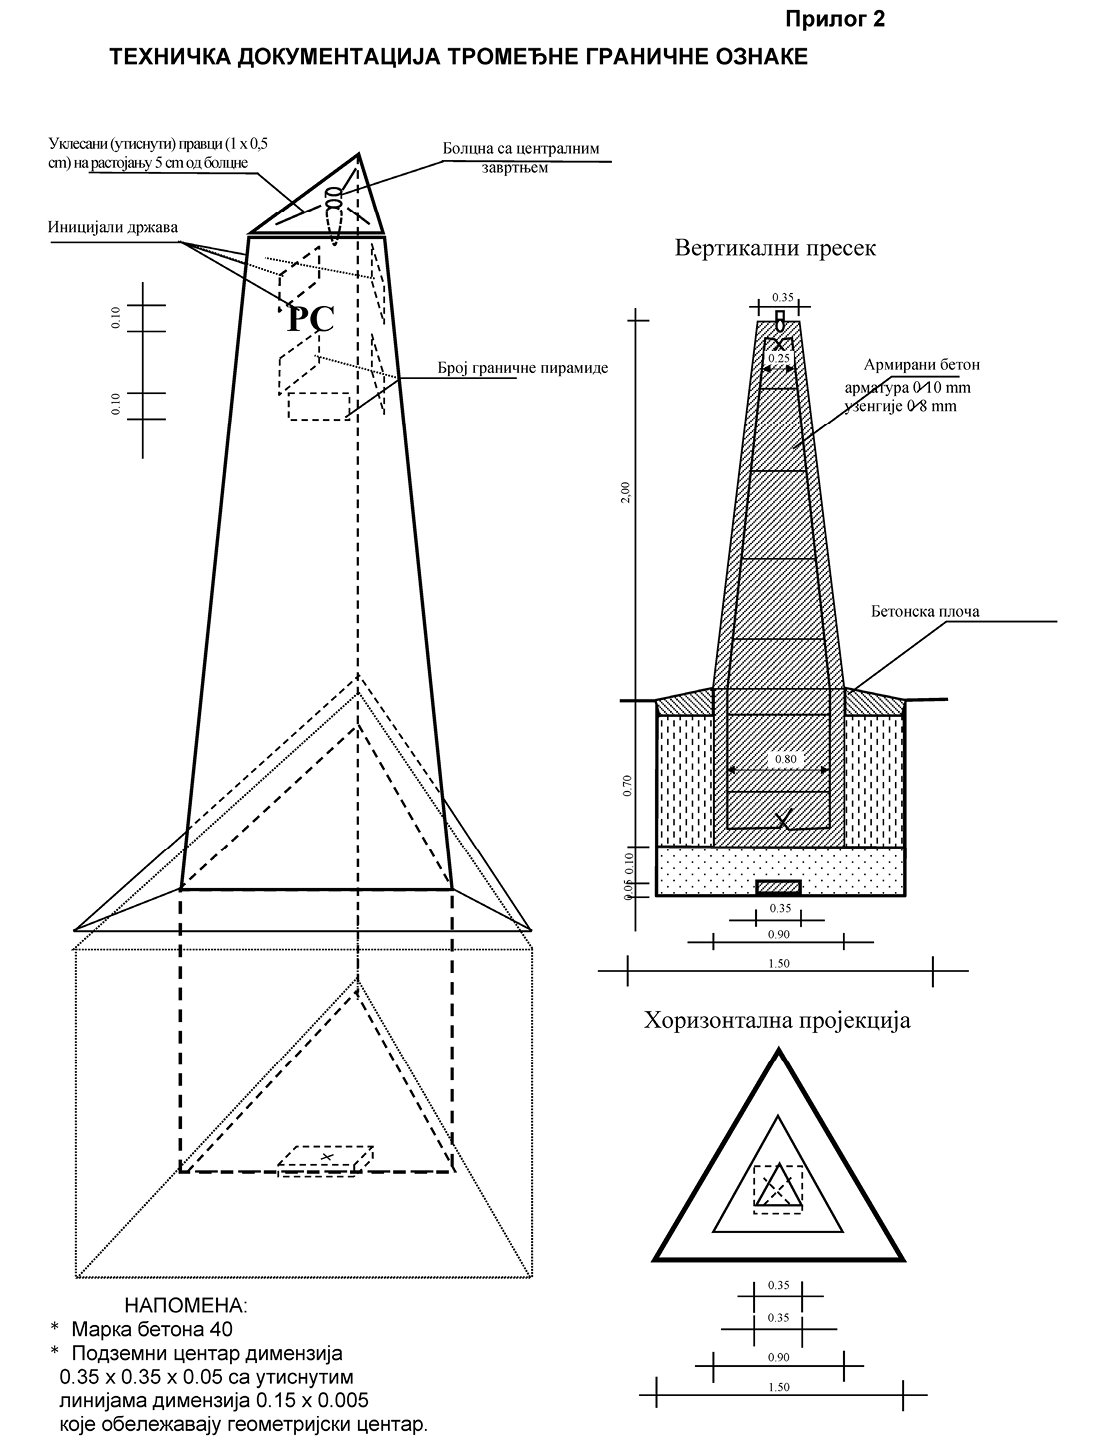 Прилог 2
ТЕХНИЧКА ДОКУМЕНТАЦИЈА ТРОМЕЂНЕ ГРАНИЧНЕ ОЗНАКЕ
Уклесани (утиснути) правци (1 x 0,5
cm) на растојању 5 cm од болцне
Болцна са централним
завртњем
Иницијали држава
0.10
РС
0.10
Број граничне пирамиде
Вертикални пресек
0.35
0.25
Армирани бетон
арматура 0 10 mm
узенгије 0 8 mm
2,00
Бетонска плоча
0.80
0.70
0.10
0.05
0.35
0.90
1.50
Хоризонтална пројекција
0.35
0.35
0.90
1.50
НАПОМЕНА:
* Марка бетона 40
* Подземни центар димензија
0.35 x 0.35 x 0.05 са утиснутим
линијама димензија 0.15 x 0.005
које обележавају геометријски центар.